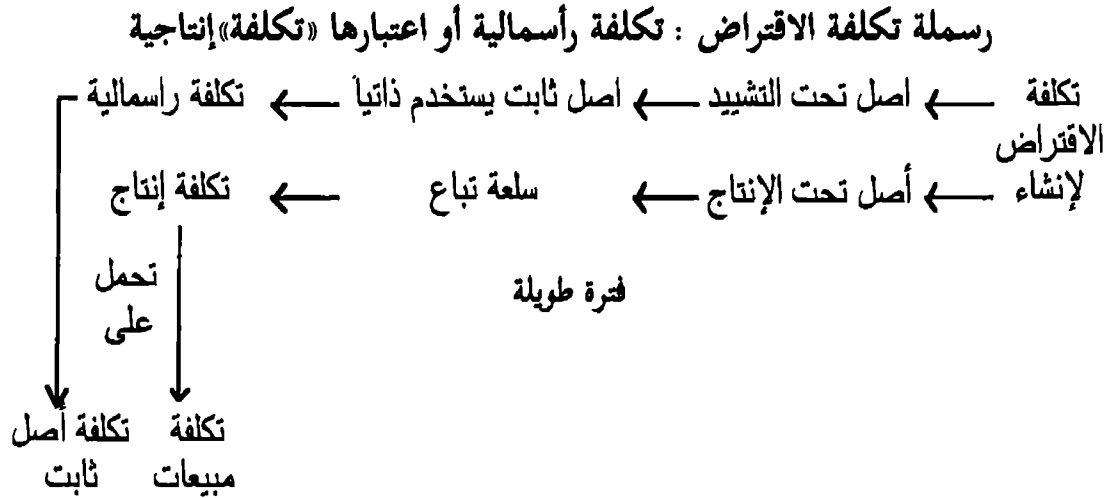 رسملة تكلفة الاقتراض : تكلفة رأسمالية أو اعتبارها «تكلفة» إنتاجية
تكلفة ← اصل تحت التشييد ← اصل ثابت يستخدم ذاتياً ← تكلفة راسمالية
الاقتراض
لإنشاء ← أصل تحت الإنتاج ← سلعة تباع ← تكلفة إنتاج
تحمل
على
فترة طويلة
تكلفة تكلفة أصل
مبيعات ثابت